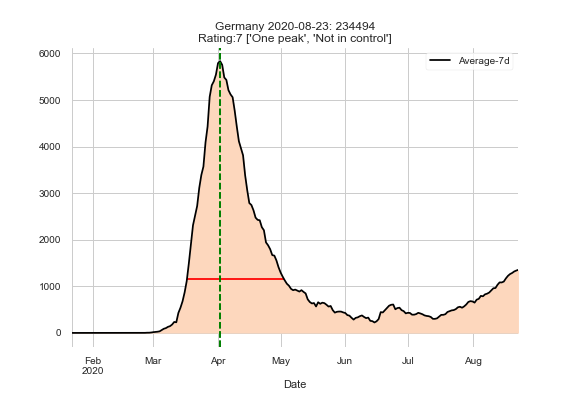 Germany 2020-08-23: 234494
Rating:7 ['One peak', 'Not in control']
Average-7d
6000
5000
4000
3000
2000
1000
0
Feb Mar Apr May Jun Jul Aug
2020
Date